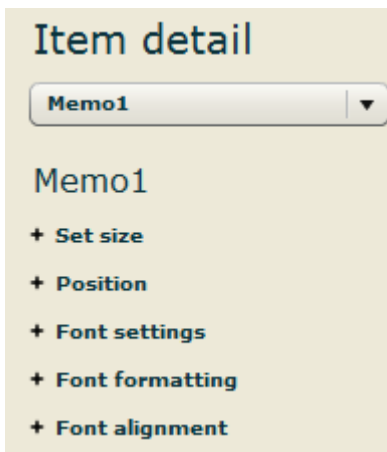 Item detail
Memo1
Memo1
+ Set size
+ Position
+ Font settings
+ Font formatting
+ Font alignment